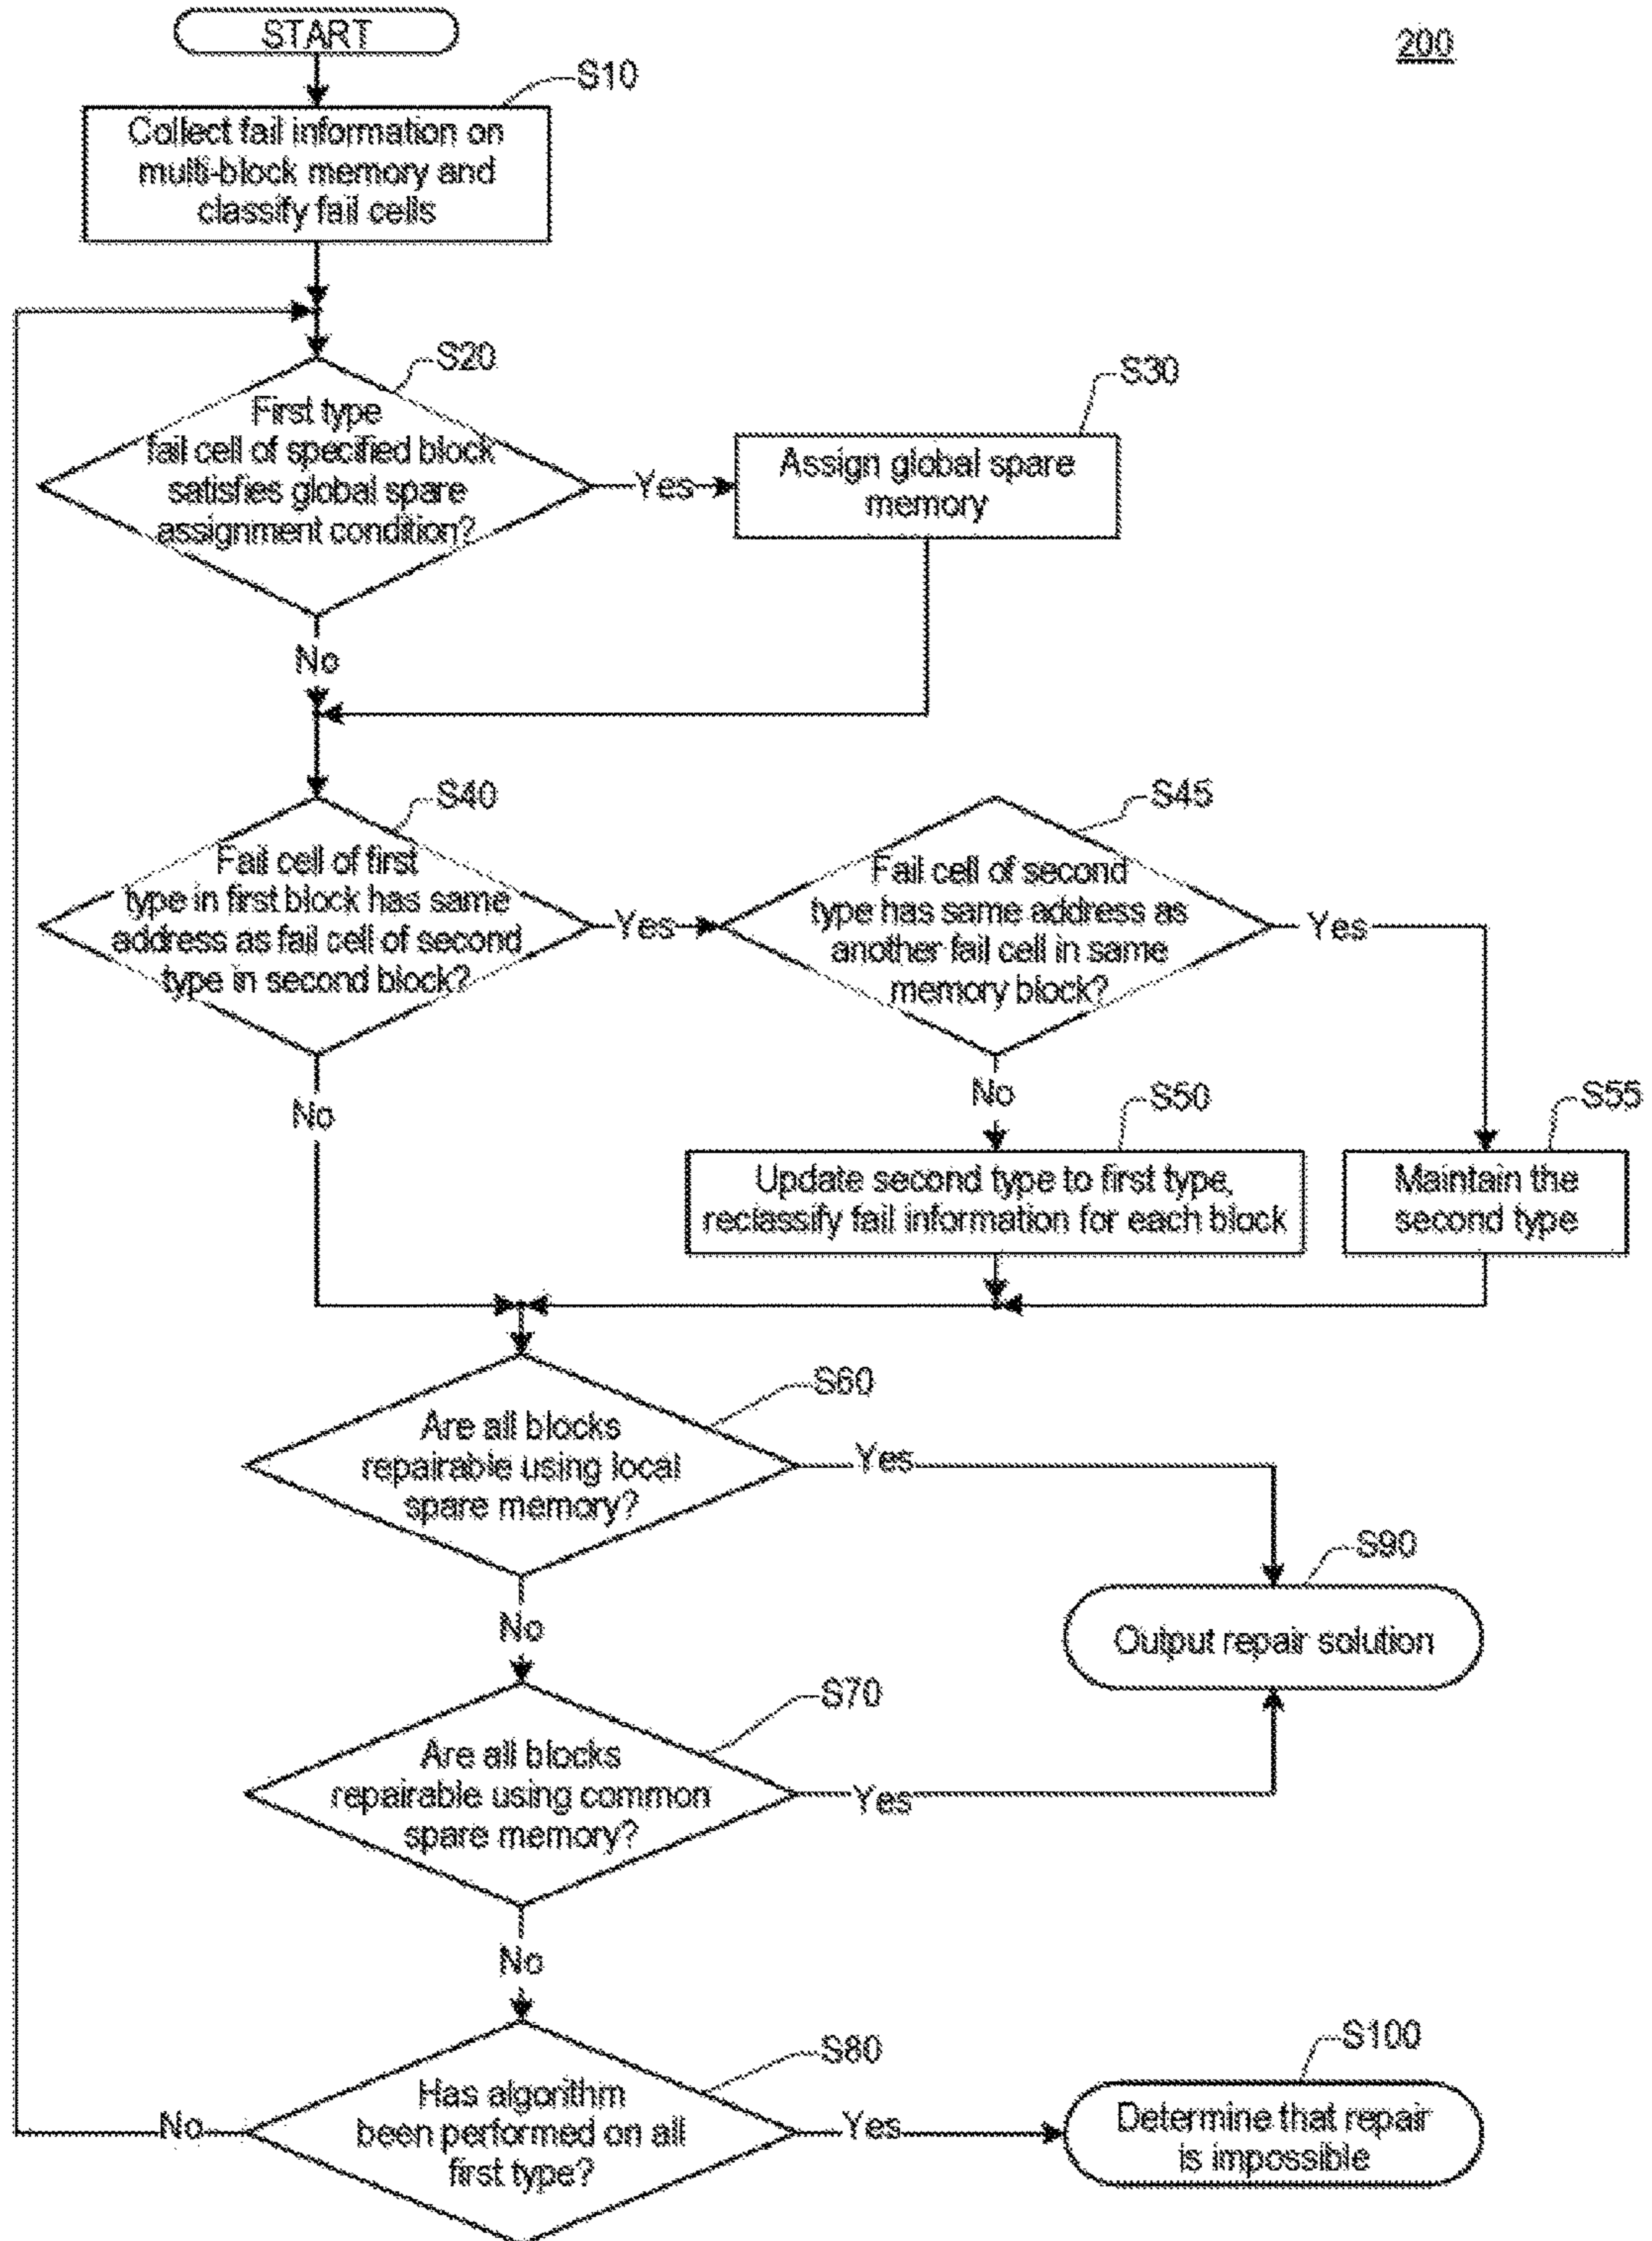 START
200
S10
Collect fail information on
multi-block memory and
classify fail cells
S20
First type
fail cell of specified block
satisfies global spare
assignment condition?
Yes
S30
Assign global spare
memory
No
S40
Fail cell of first
type in first block has same
address as fail cell of second
type in second block?
Yes
S45
Fail cell of second
type has same address as
another fail cell in same
memory block?
Yes
No
No
S50
Update second type to first type,
reclassify fail information for each block
S55
Maintain the
second type
S60
Are all blocks
repairable using local
spare memory?
Yes
S90
Output repair solution
No
S70
Are all blocks
repairable using common
spare memory?
Yes
No
S80
Has algorithm
been performed on all
first type?
No
Yes
S100
Determine that repair
is impossible